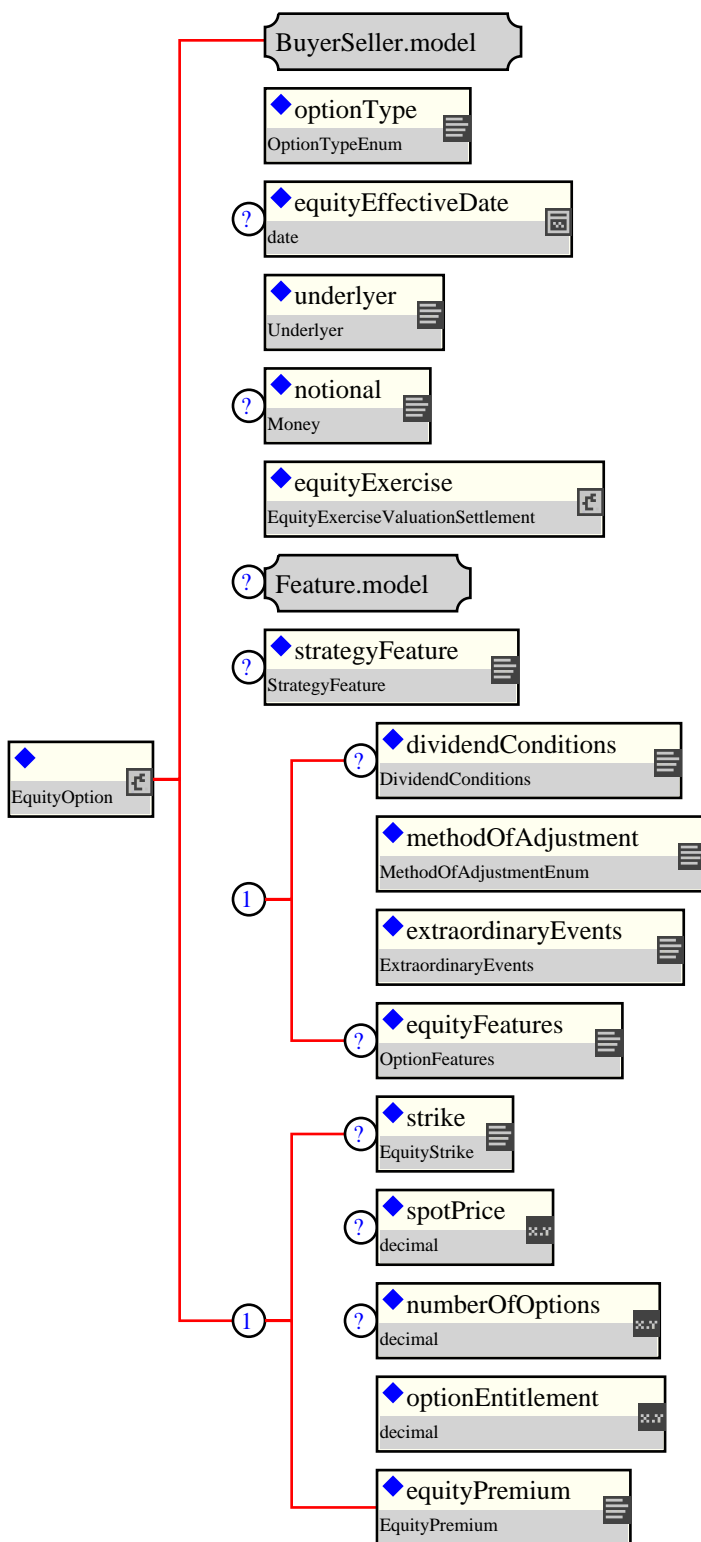 BuyerSeller.model
optionType
OptionTypeEnum
?
equityEffectiveDate
date
underlyer
Underlyer
?
notional
Money
equityExercise
EquityExerciseValuationSettlement
?
Feature.model
?
strategyFeature
StrategyFeature
EquityOption
?
dividendConditions
DividendConditions
methodOfAdjustment
MethodOfAdjustmentEnum
1
extraordinaryEvents
ExtraordinaryEvents
?
equityFeatures
OptionFeatures
?
strike
EquityStrike
?
spotPrice
decimal
x.Y
1
?
numberOfOptions
decimal
x.Y
optionEntitlement
decimal
x.Y
equityPremium
EquityPremium